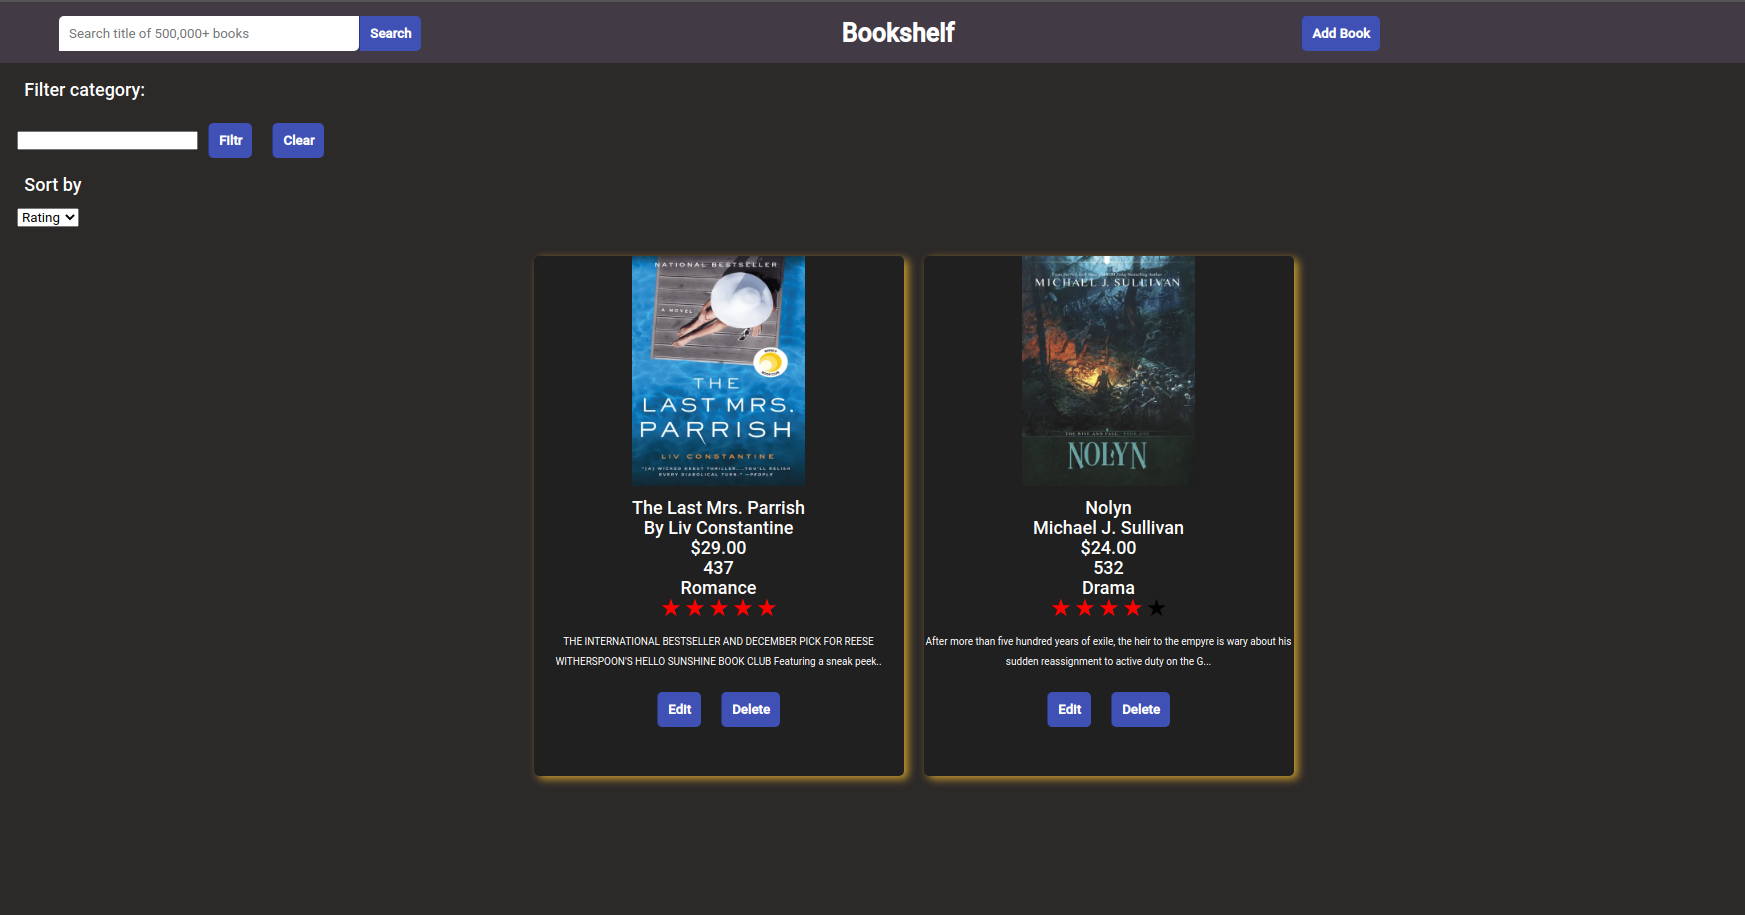 Search title of 500,000+ books
Search
Bookshelf
Add Book
Filter category:
Filtr
Clear
Sort by
Rating
NATIONAL BESTSELLER
A NOVEL
THE
LAST MRS.
PARRISH
LIV CONSTANTINE
"[A] WICKED DEBUT THRILLER....YOU'LL RELISH
EVERY DIABOLICAL TURN." —PEOPLE
The Last Mrs. Parrish
By Liv Constantine
$29.00
437
Romance
★ ★ ★ ★ ★
THE INTERNATIONAL BESTSELLER AND DECEMBER PICK FOR REESE
WITHERSPOON'S HELLO SUNSHINE BOOK CLUB Featuring a sneak peek..
Edit
Delete
MICHAEL J. SULLIVAN
THE RISE AND FALL BOOK ONE
NOLYN
Nolyn
Michael J. Sullivan
$24.00
532
Drama
★ ★ ★ ★ ★
After more than five hundred years of exile, the heir to the empyre is wary about his
sudden reassignment to active duty on the G...
Edit
Delete